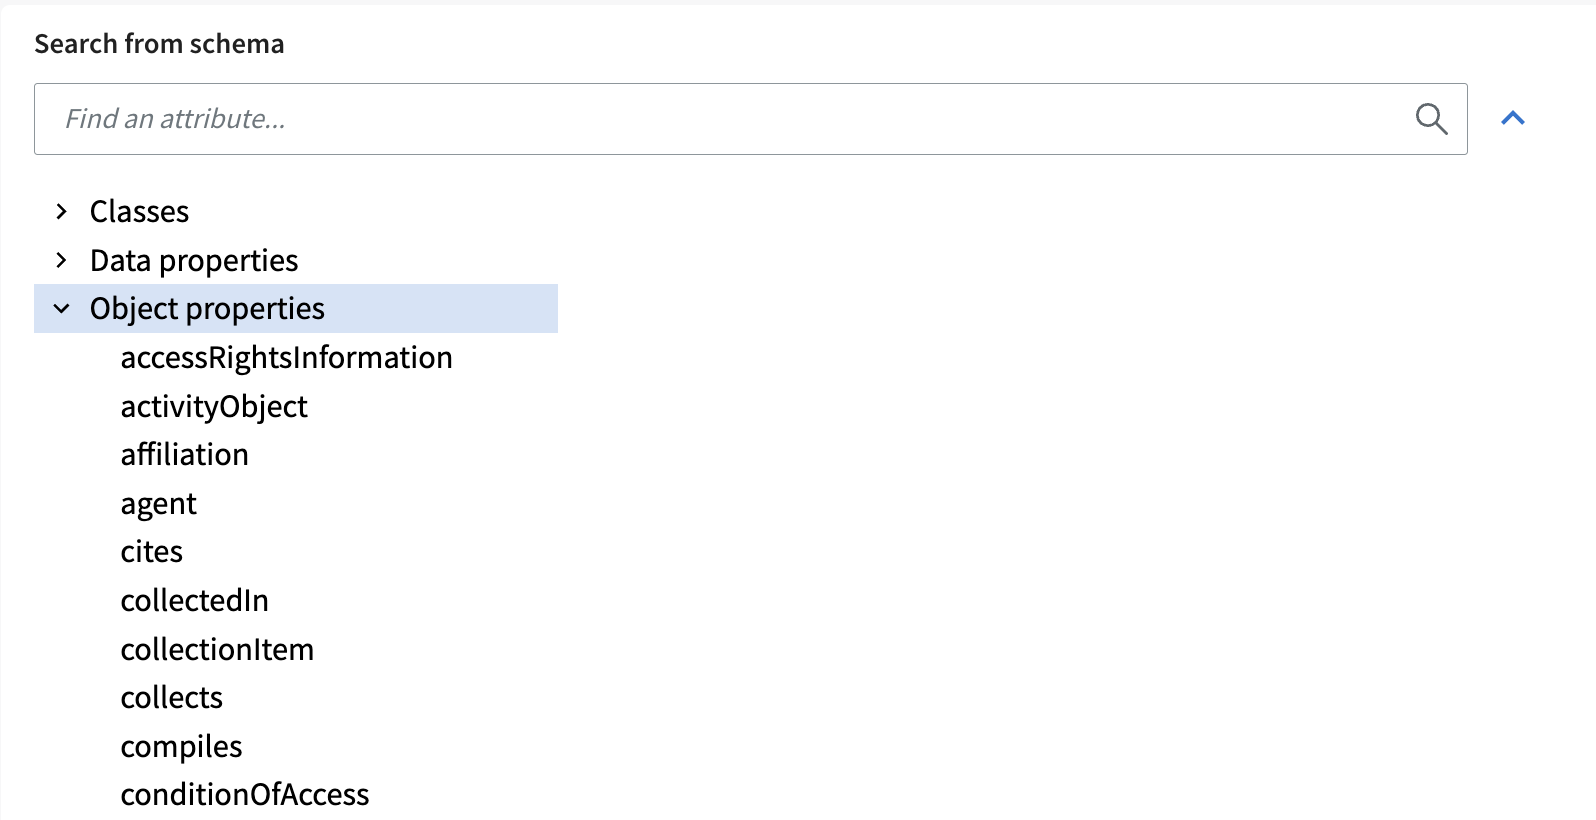 Search from schema
Find an attribute...
Classes
Data properties
Object properties
accessRightsInformation
activityObject
affiliation
agent
cites
collectedIn
collectionItem
collects
compiles
conditionOfAccess